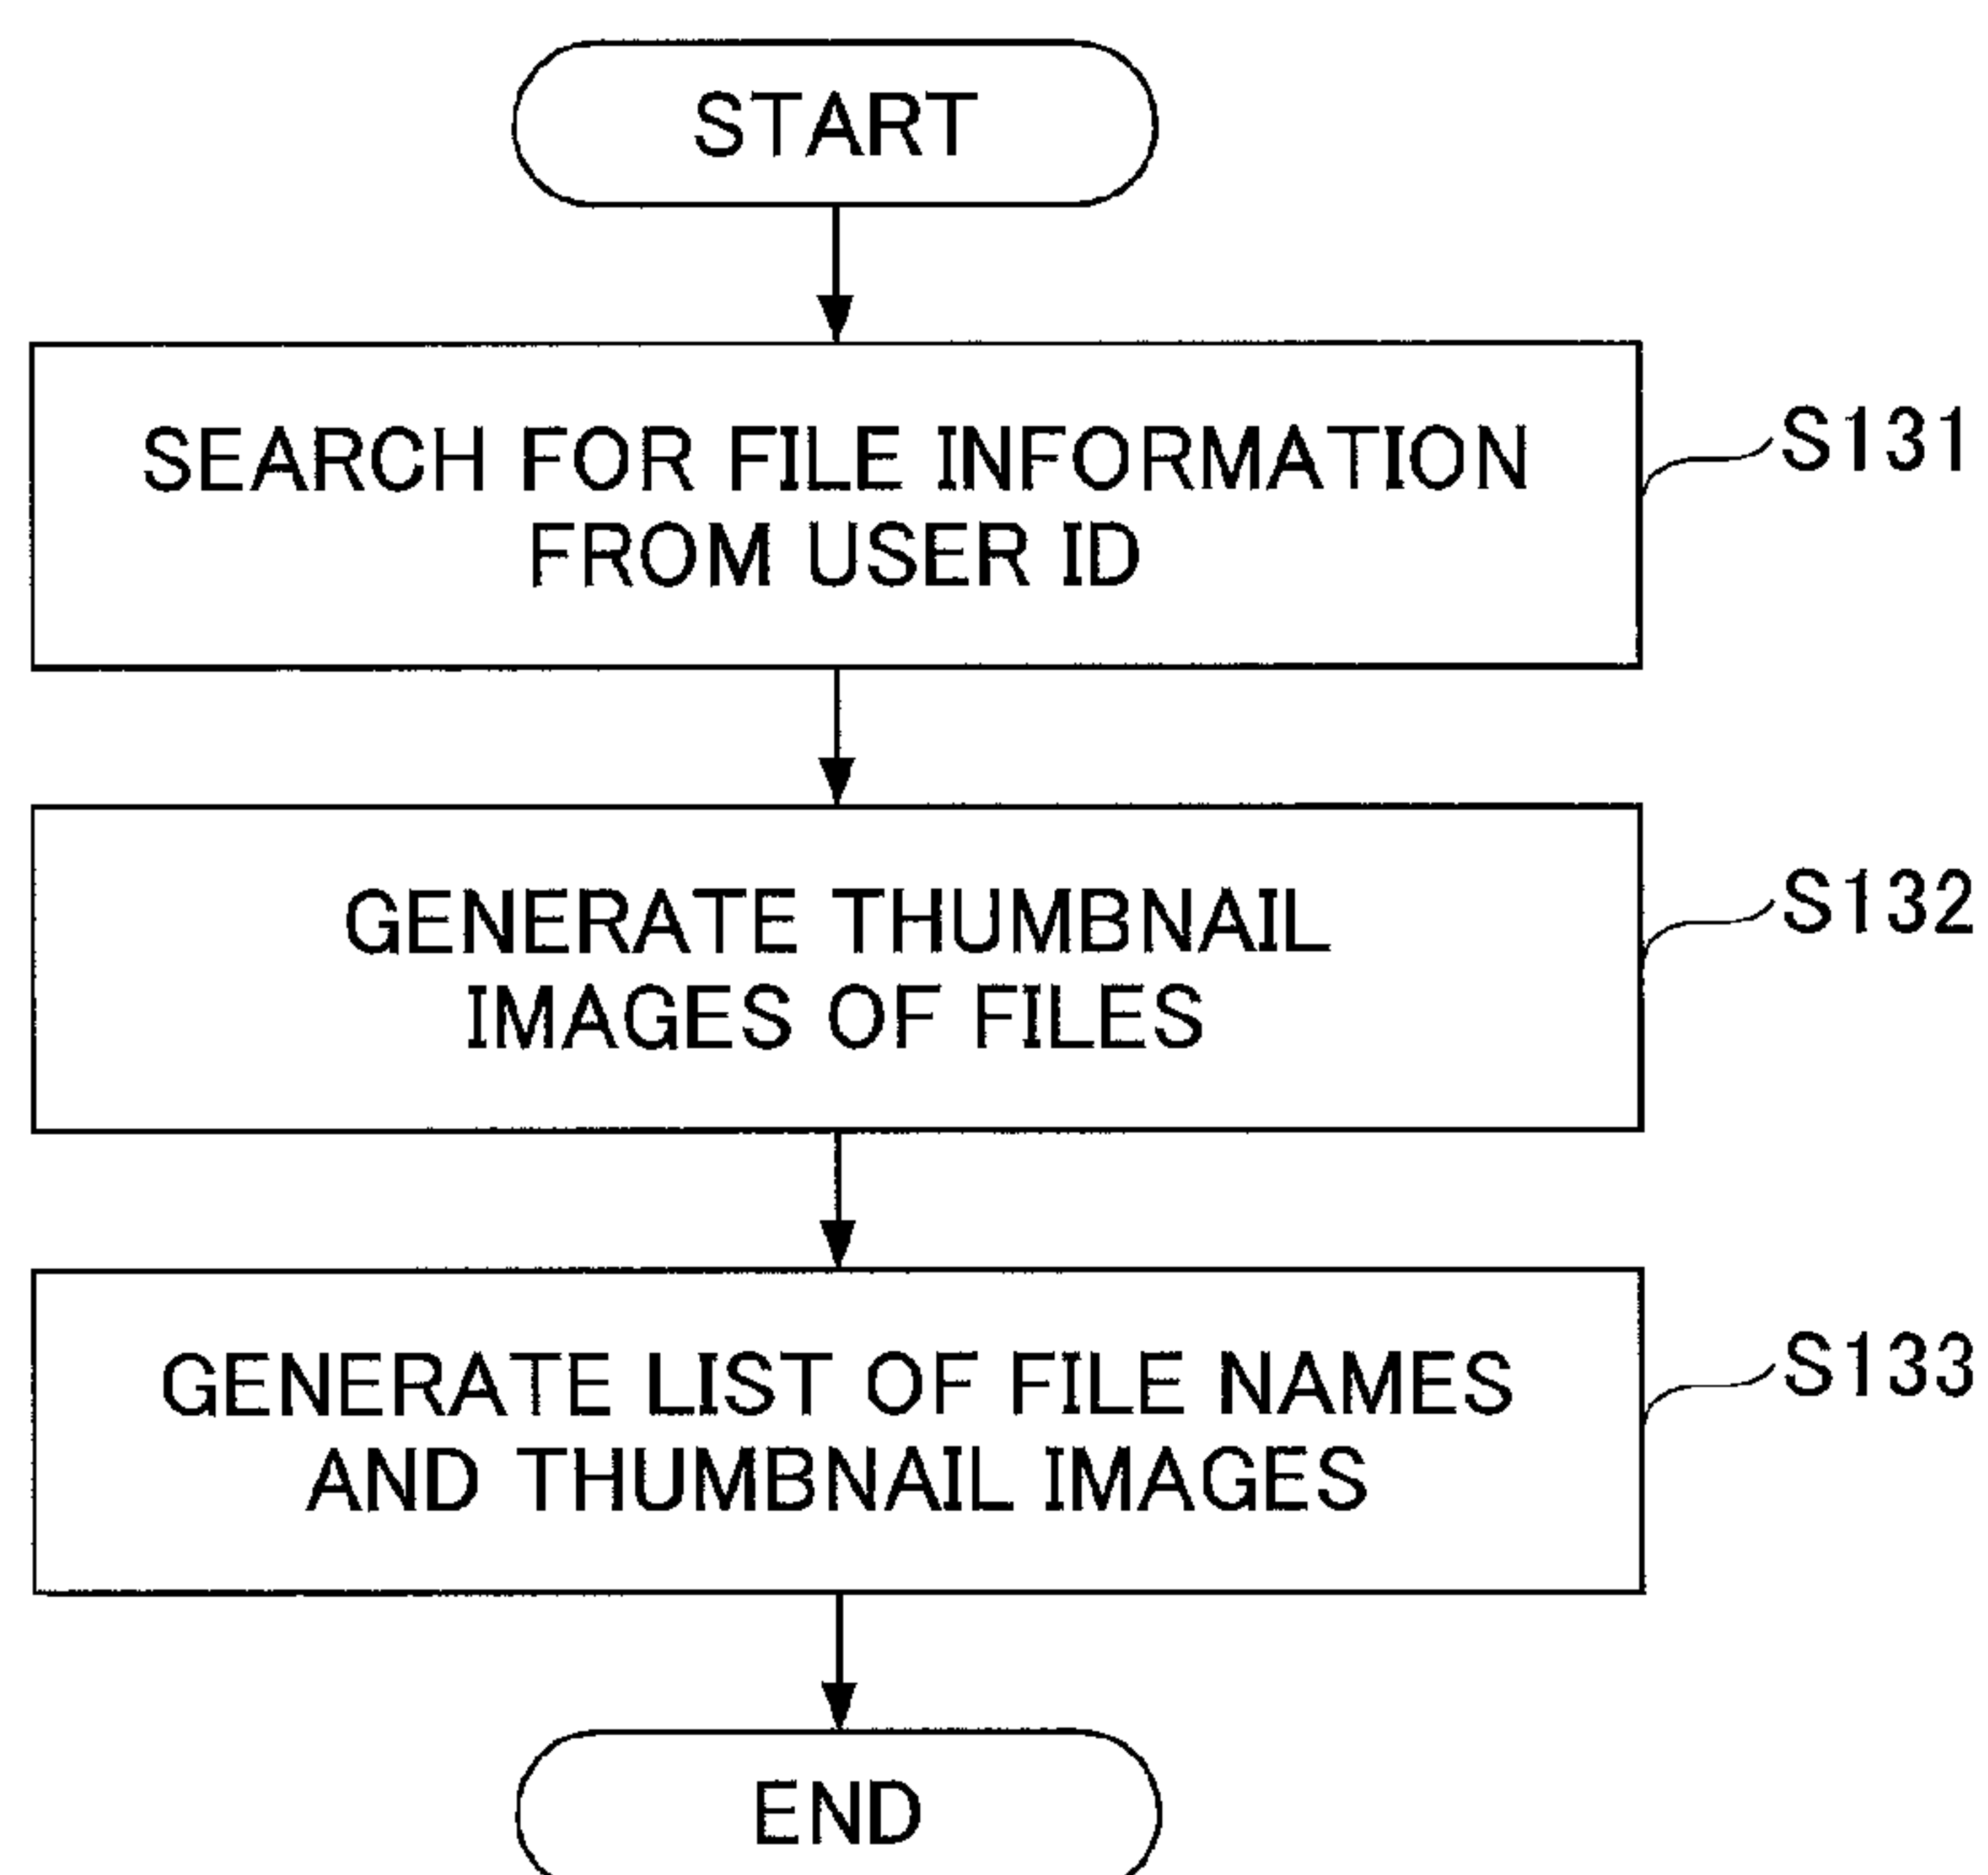 START
SEARCH FOR FILE INFORMATION
FROM USER ID
S131
GENERATE THUMBNAIL
IMAGES OF FILES
S132
GENERATE LIST OF FILE NAMES
AND THUMBNAIL IMAGES
S133
END